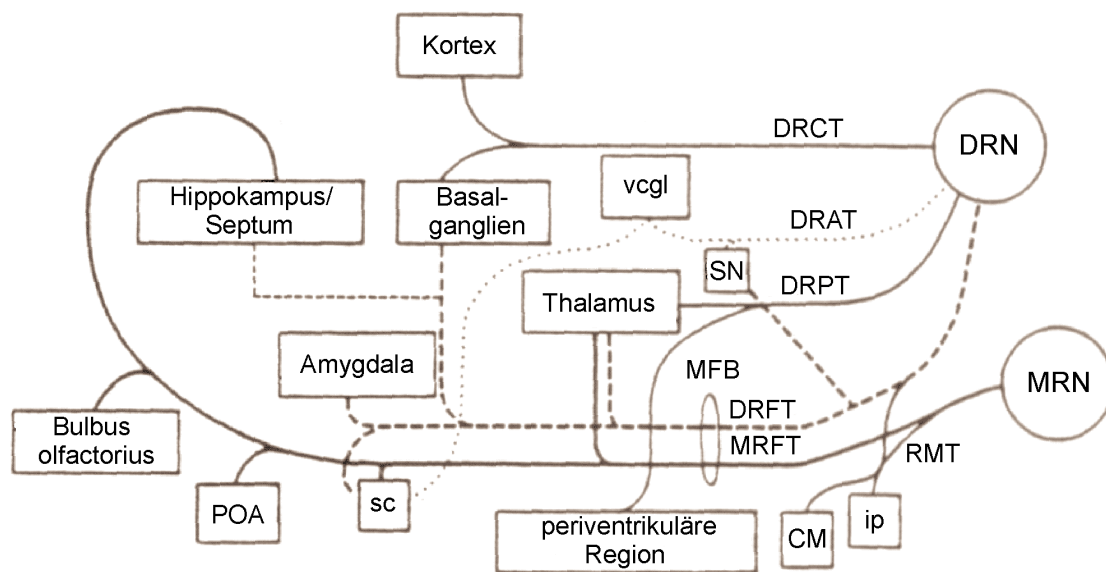 Kortex
DRCT
DRN
vcgl
Hippokampus/
Septum
Basal-
ganglien
DRAT
SN
DRPT
Thalamus
Amygdala
MFB
MRN
DRFT
Bulbus
olfactorius
MRFT
RMT
POA
sc
periventrikuläre
Region
CM
ip